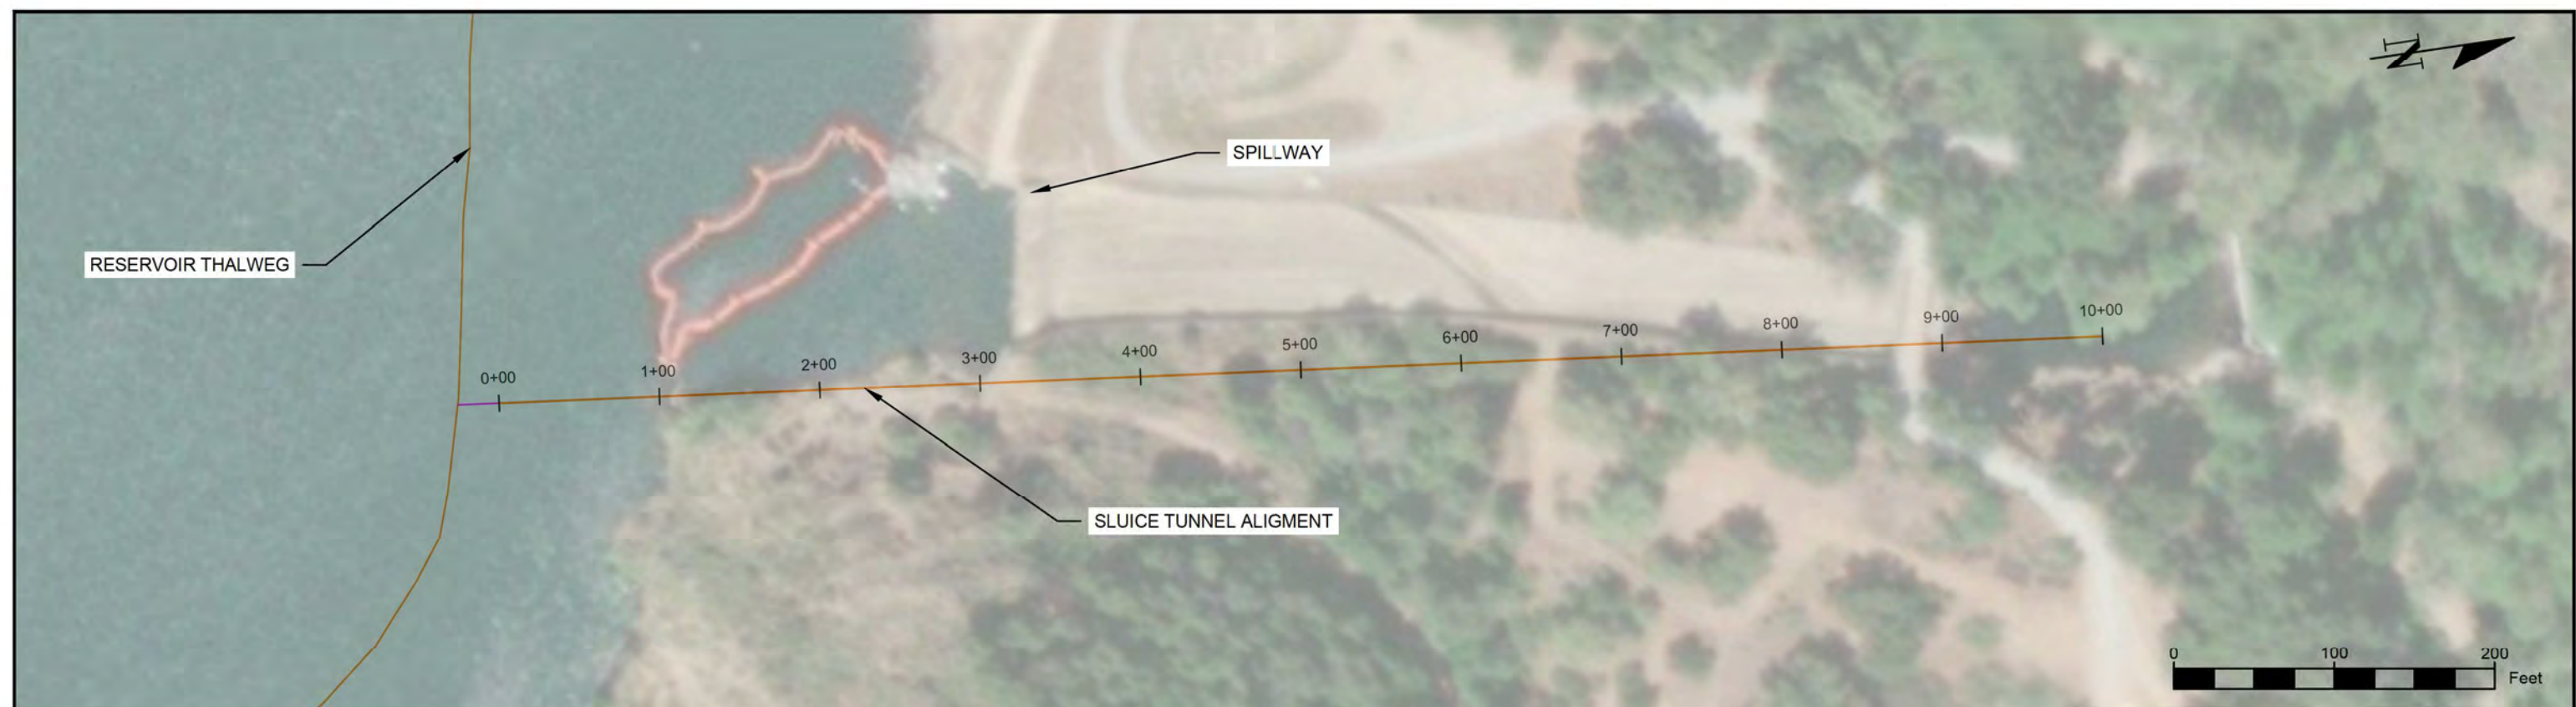 N
SPILLWAY
RESERVOIR THALWEG
0+00
1+00
2+00
3+00
4+00
5+00
6+00
7+00
8+00
9+00
10+00
SLUICE TUNNEL ALIGMENT
0 100 200
Feet